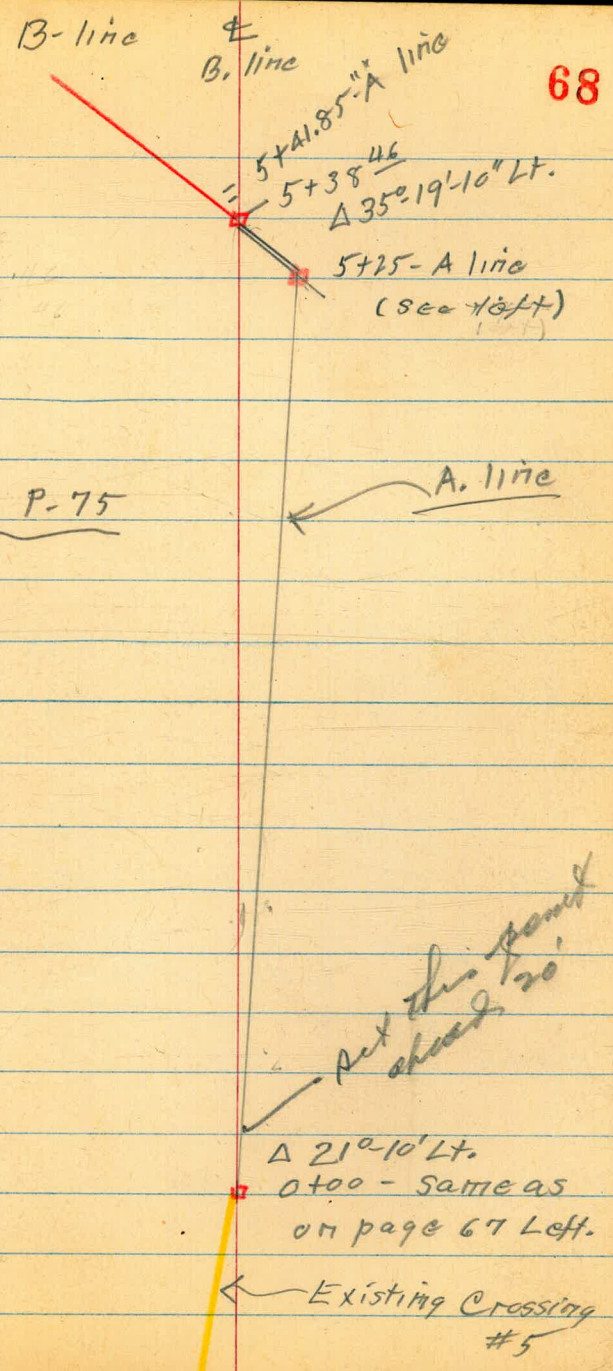 B-line
℄
B. line
68
= 5+41.85 "A" line
5+38 46
Δ 35°-19'-10" Lt.
5+25- A line
(see
P-75
A. line
set this point
ahead 20'
Δ 21°-10' Lt.
0+00 - Same as
on page 67 Left.
Existing Crossing
#5